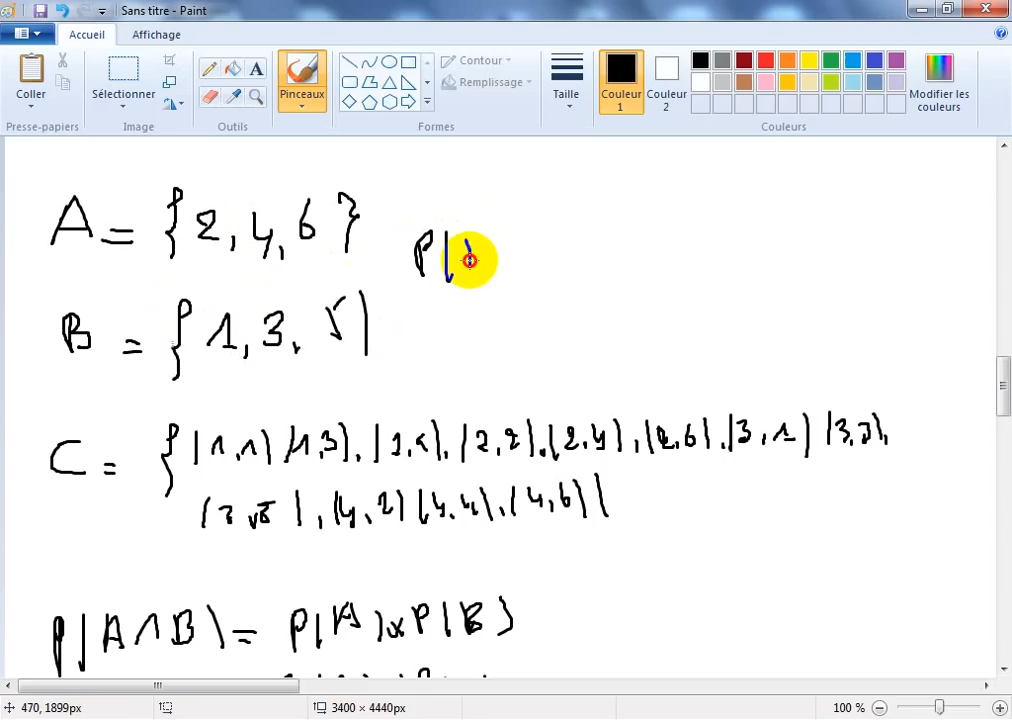 Sans titre - Paint
Accueil Affichage
Coller
Sélectionner
Pinceaux
Contour
Remplissage
Taille
Couleur 1
Couleur 2
Modifier les couleurs
Presse-papiers Image Outils Formes Couleurs
A = {2, 4, 6} P(
B = {1, 3, 5}
C = {(1,1) (1,3), (1,5), (2,2), (2,4), (2,6), (3,1) (3,3),
(3,5), (4,2) (4,4), (4,6)}
P(A∩B) = P(A) x P(B)
470, 1899px 3400 × 4440px 100 %